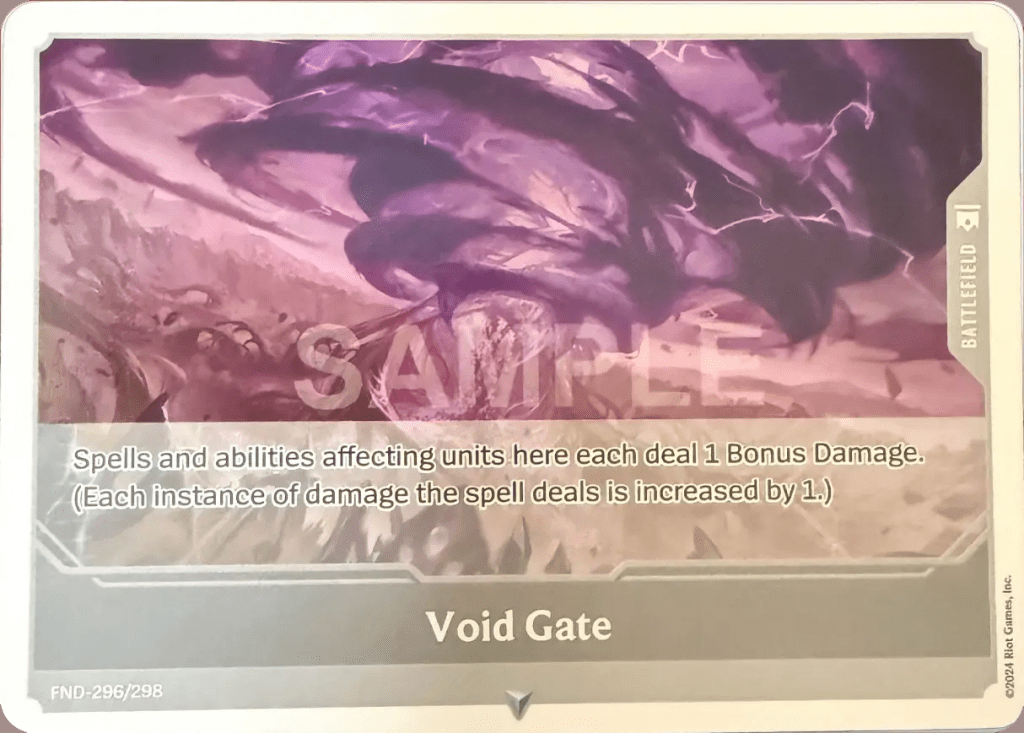 BATTLEFIELD
SAMPLE
Spells and abilities affecting units here each deal 1 Bonus Damage.
(Each instance of damage the spell deals is increased by 1.)
Void Gate
FND-296/298
©2024 Riot Games, Inc.